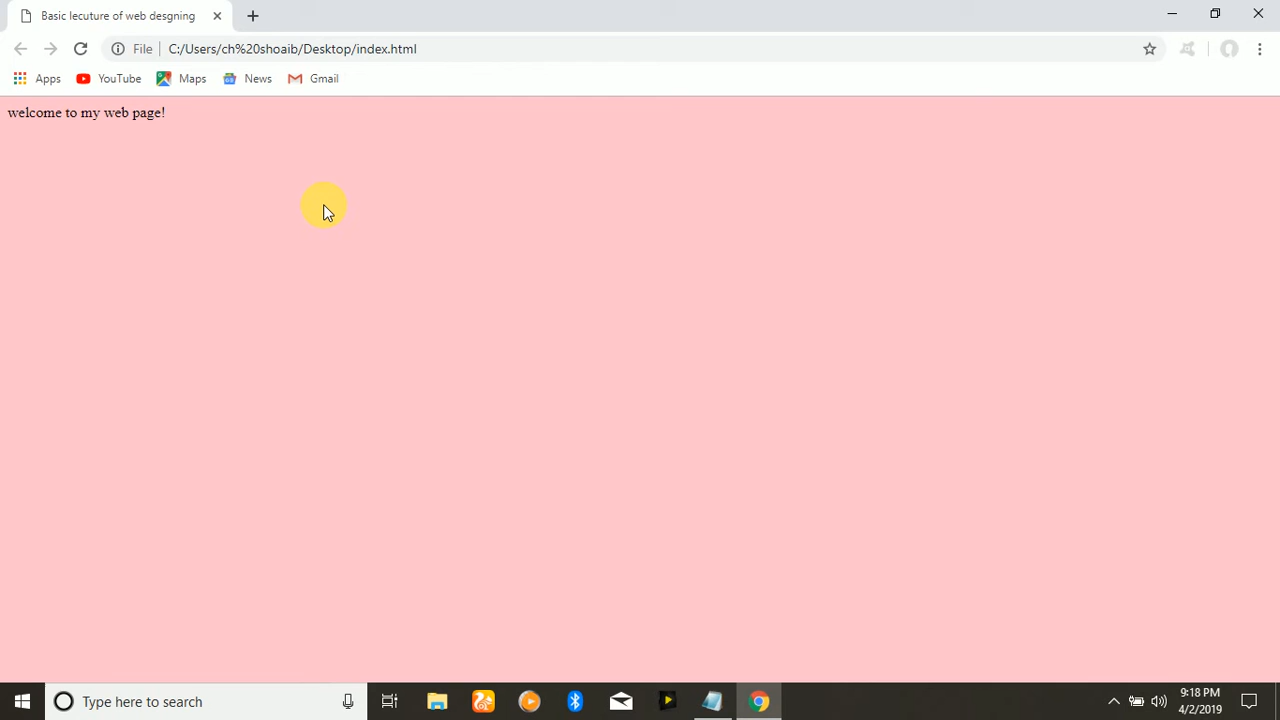 Basic lecuture of web desgning
File
C:/Users/ch%20shoaib/Desktop/index.html
Apps
YouTube
Maps
News
Gmail
welcome to my web page!
Type here to search
9:18 PM
4/2/2019